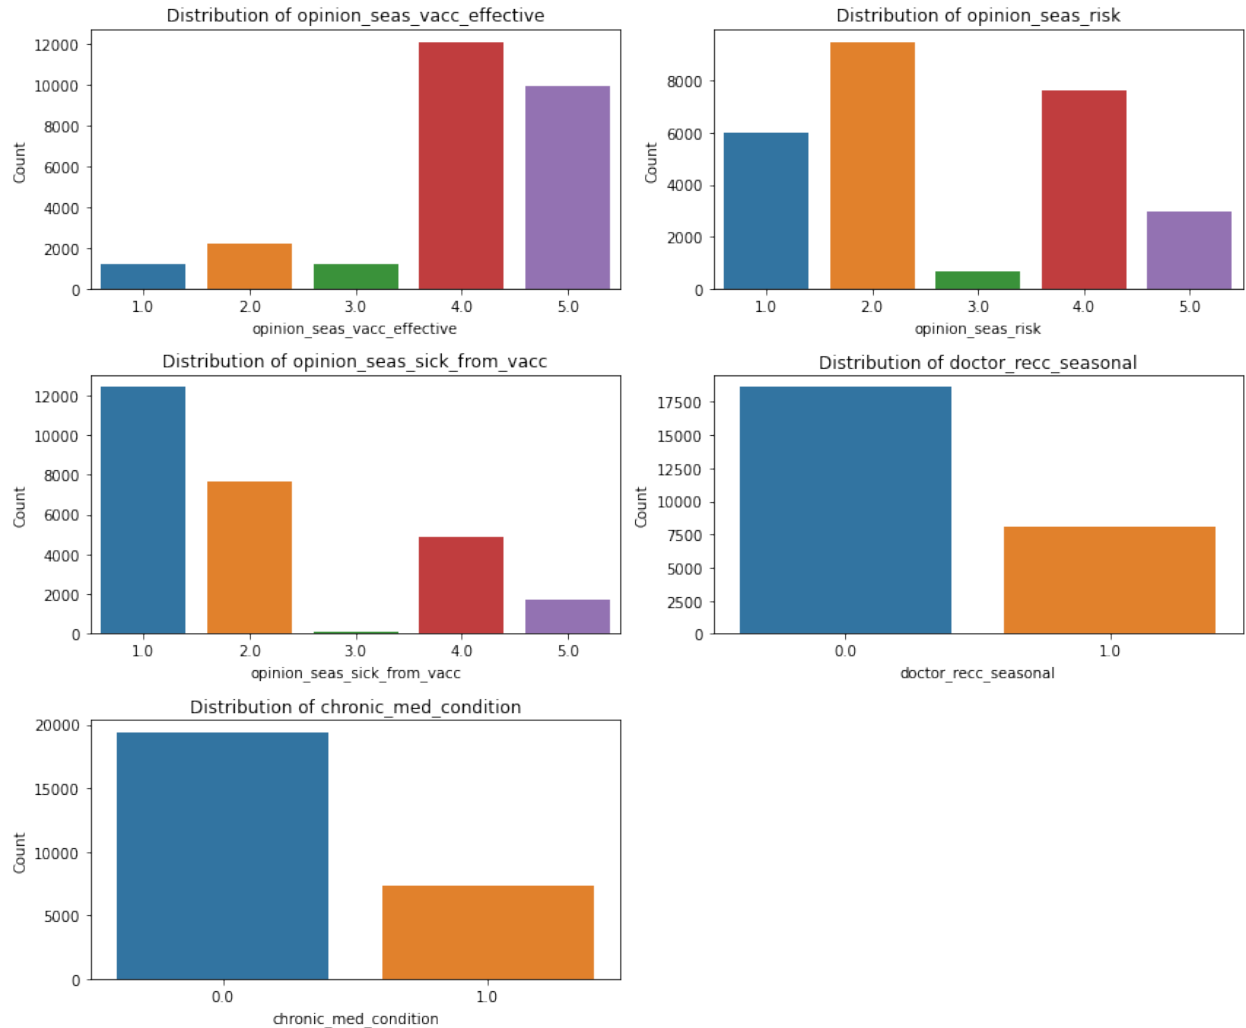 Distribution of opinion_seas_vacc_effective
12000
10000
8000
6000
4000
2000
0
Count
1.0 2.0 3.0 4.0 5.0
opinion_seas_vacc_effective
Distribution of opinion_seas_risk
8000
6000
4000
2000
0
Count
1.0 2.0 3.0 4.0 5.0
opinion_seas_risk
Distribution of opinion_seas_sick_from_vacc
12000
10000
8000
6000
4000
2000
0
Count
1.0 2.0 3.0 4.0 5.0
opinion_seas_sick_from_vacc
Distribution of doctor_recc_seasonal
17500
15000
12500
10000
7500
5000
2500
0
Count
0.0 1.0
doctor_recc_seasonal
Distribution of chronic_med_condition
20000
15000
10000
5000
0
Count
0.0 1.0
chronic_med_condition